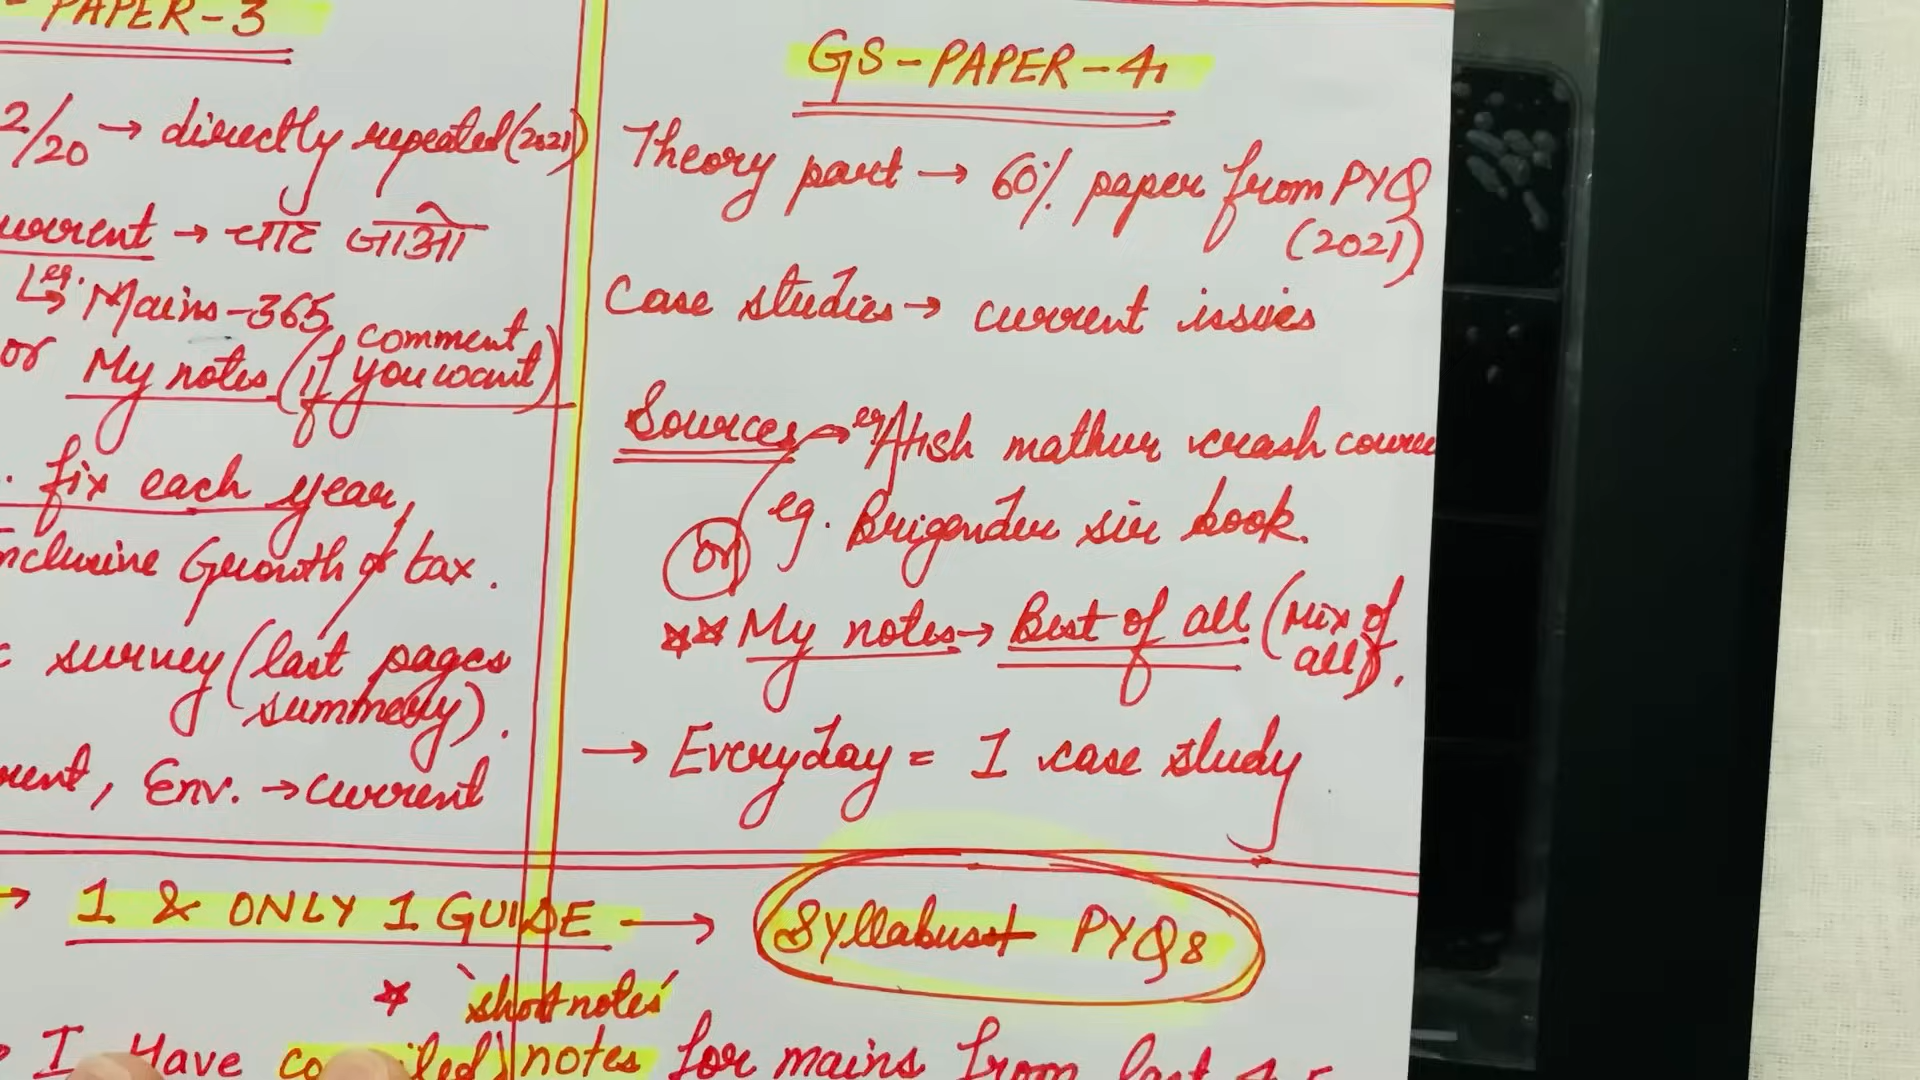 PAPER-3
2/20 → directly repeated (2021)
current → चाट जाओ
eg. Mains-365
or My notes (if comment you want)
. fix each year,
Inclusive Growth & tax.
c survey (last pages
summery).
ment, Env. → current
GS-PAPER-4
Theory part → 60% paper from PYQ
(2021)
Case studies → current issues
Sources → eg Atish mathur crash course
eg. Brigender sir book.
or
** My notes → Best of all (Mix of
all).
→ Everyday = 1 case study
→ 1 & ONLY 1 GUIDE → Syllabus + PYQs
* 'short notes'
I Have compiled notes for mains from last 4-5